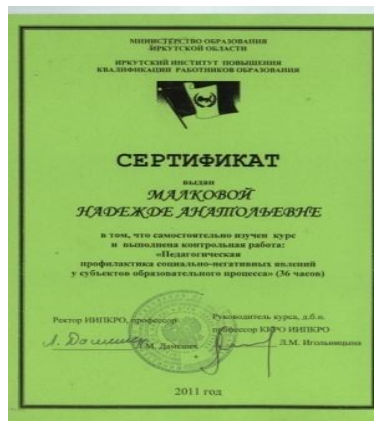 МИНИСТЕРСТВО ОБРАЗОВАНИЯ
ИРКУТСКОЙ ОБЛАСТИ
ИРКУТСКИЙ ИНСТИТУТ ПОВЫШЕНИЯ
КВАЛИФИКАЦИИ РАБОТНИКОВ ОБРАЗОВАНИЯ
СЕРТИФИКАТ
выдан
МАЛКОВОЙ
НАДЕЖДЕ АНАТОЛЬЕВНЕ
в том, что самостоятельно изучен курс
и выполнена контрольная работа:
«Педагогическая
профилактика социально-негативных явлений
у субъектов образовательного процесса» (36 часов)
Ректор ИИПКРО, профессор
Л.М. Дамешек
Руководитель курса, д.б.н.
профессор ИИПКРО
Л.М. Игольницына
2011 год